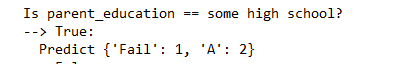 Is parent_education == some high school?
--> True:
Predict {'Fail': 1, 'A': 2}